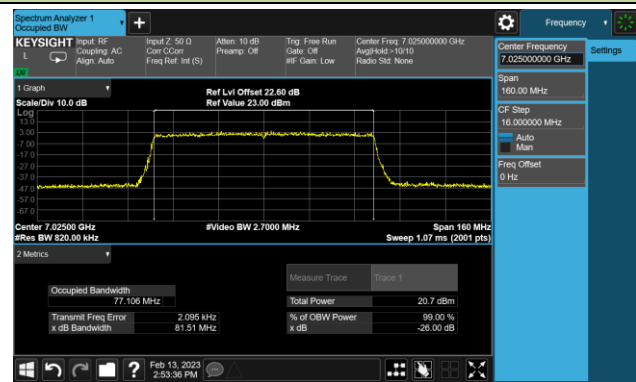 Spectrum Analyzer 1
Occupied BW
Frequency
KEYSIGHT
L
Input: RF
Coupling: AC
Align: Auto
Input Z: 50 Ω
Corr CCorr
Freq Ref: Int (S)
Atten: 10 dB
Preamp: Off
Trig: Free Run
Gate: Off
#IF Gain: Low
Center Freq: 7.025000000 GHz
Avg|Hold:>10/10
Radio Std: None
Center Frequency
7.025000000 GHz
Settings
Span
160.00 MHz
CF Step
16.000000 MHz
Auto
Man
Freq Offset
0 Hz
1 Graph
Scale/Div 10.0 dB
Ref Lvl Offset 22.60 dB
Ref Value 23.00 dBm
Log
13.0
3.00
-7.00
-17.0
-27.0
-37.0
-47.0
-57.0
-67.0
Center 7.02500 GHz
#Res BW 820.00 kHz
#Video BW 2.7000 MHz
Span 160 MHz
Sweep 1.07 ms (2001 pts)
2 Metrics
Measure Trace Trace 1
Occupied Bandwidth
77.106 MHz
Total Power 20.7 dBm
Transmit Freq Error 2.095 kHz
% of OBW Power 99.00 %
x dB Bandwidth 81.51 MHz
x dB -26.00 dB
Feb 13, 2023
2:53:36 PM